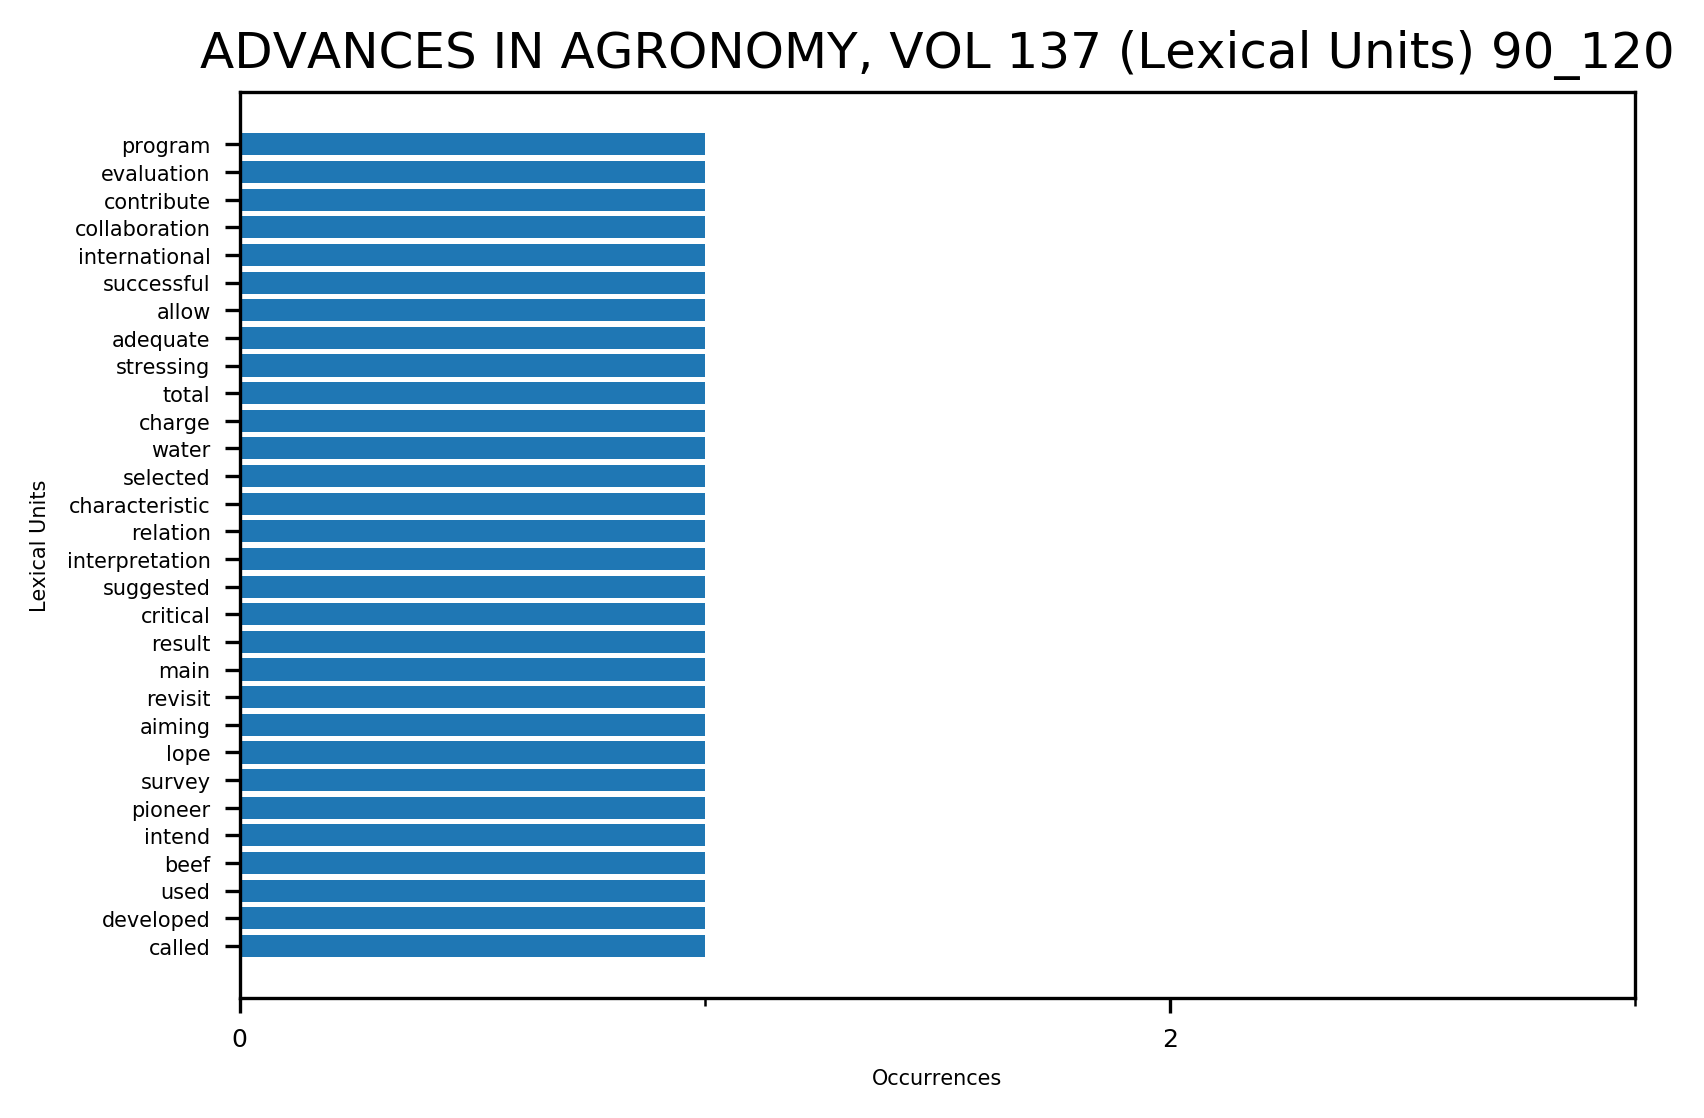 ADVANCES IN AGRONOMY, VOL 137 (Lexical Units) 90_120
program
evaluation
contribute
collaboration
international
successful
allow
adequate
stressing
total
charge
water
selected
characteristic
relation
interpretation
suggested
critical
result
main
revisit
aiming
lope
survey
pioneer
intend
beef
used
developed
called
Lexical Units
0
2
Occurrences